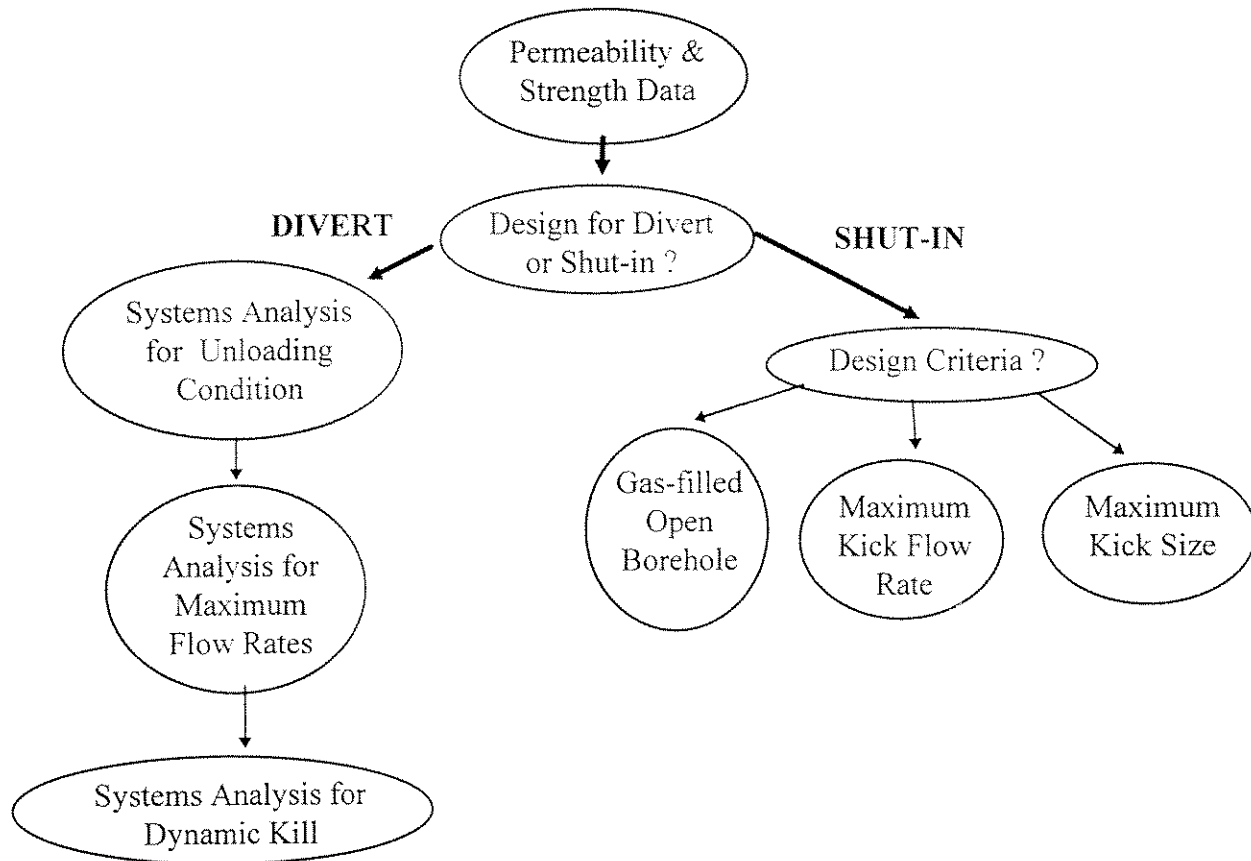 Permeability &
Strength Data
DIVERT
Design for Divert
or Shut-in ?
SHUT-IN
Systems Analysis
for Unloading
Condition
Design Criteria ?
Gas-filled
Open
Borehole
Maximum
Kick Flow
Rate
Maximum
Kick Size
Systems
Analysis for
Maximum
Flow Rates
Systems Analysis for
Dynamic Kill